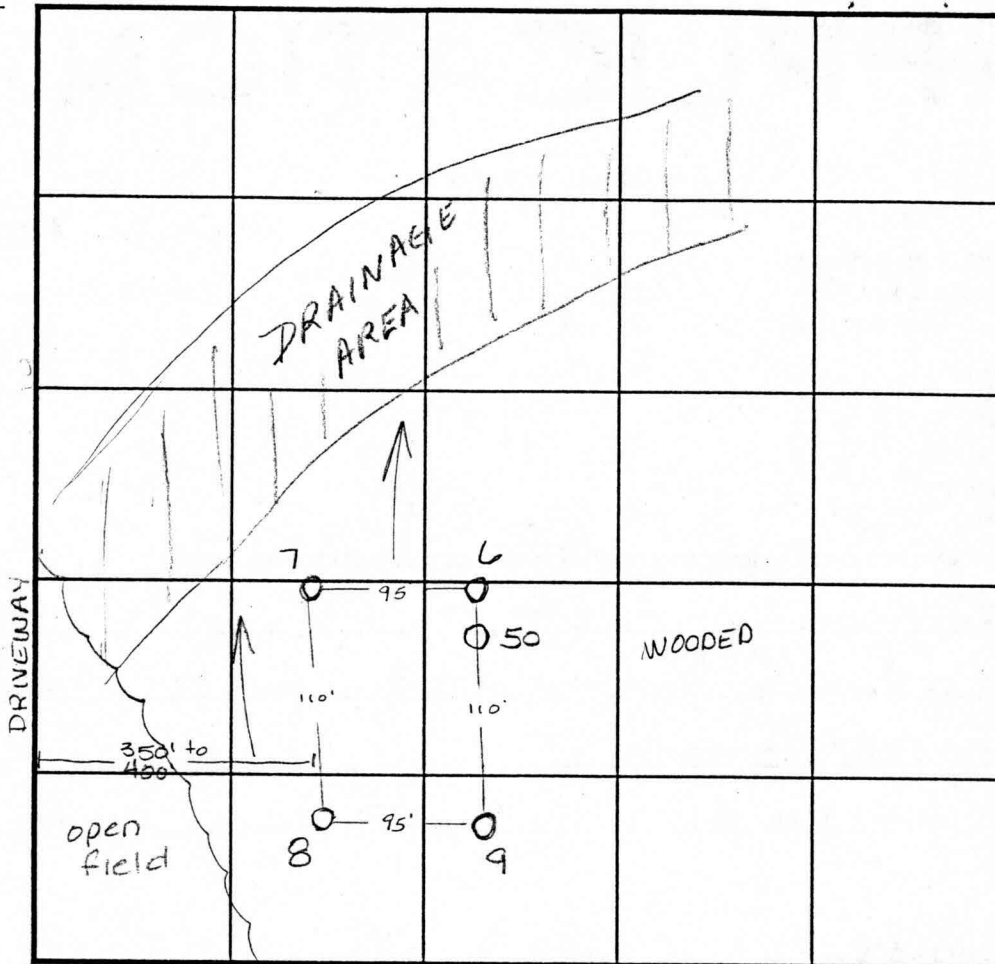 DRAINAGE
AREA
7
6
95
50
WOODED
DRIVEWAY
110'
110'
350' to
400'
open
field
95'
8
9